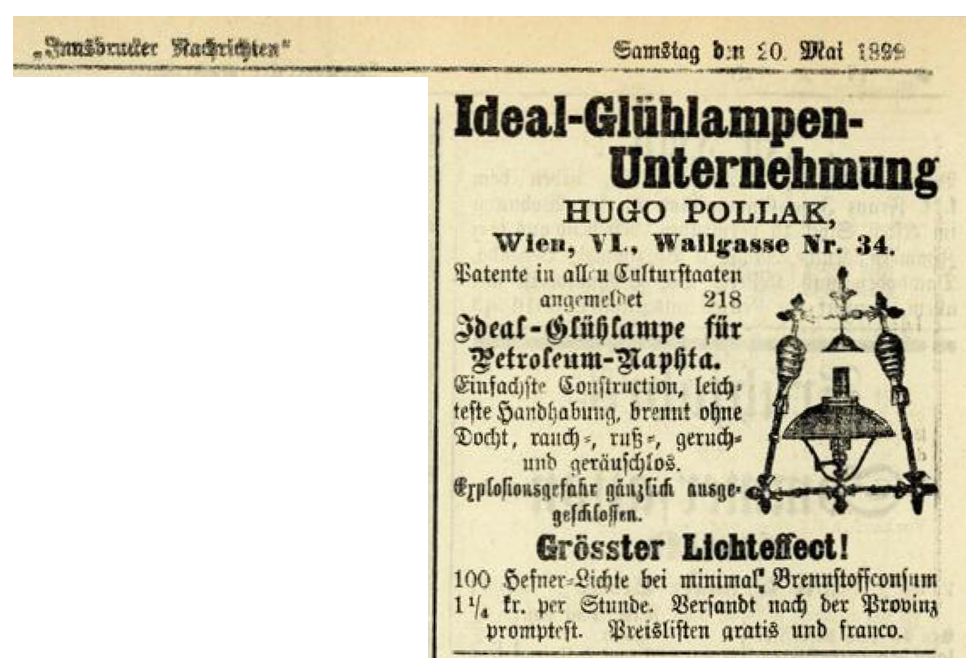 „Innsbrucker Nachrichten“
Samstag den 20. Mai 1899
Ideal-Glühlampen-
Unternehmung
HUGO POLLAK,
Wien, VI., Wallgasse Nr. 34.
Patente in allen Culturstaaten
angemeldet 218
Ideal-Glühlampe für
Petroleum-Naphta.
Einfachste Construction, leich-
teste Handhabung, brennt ohne
Docht, rauch-, ruß-, geruch-
und geräuschlos.
Explosionsgefahr gänzlich ausge-
geschlossen.
Grösster Lichteffect!
100 Hefner-Lichte bei minimal. Brennstoffconsum
1 1/4 kr. per Stunde. Versandt nach der Provinz
promptest. Preislisten gratis und franco.